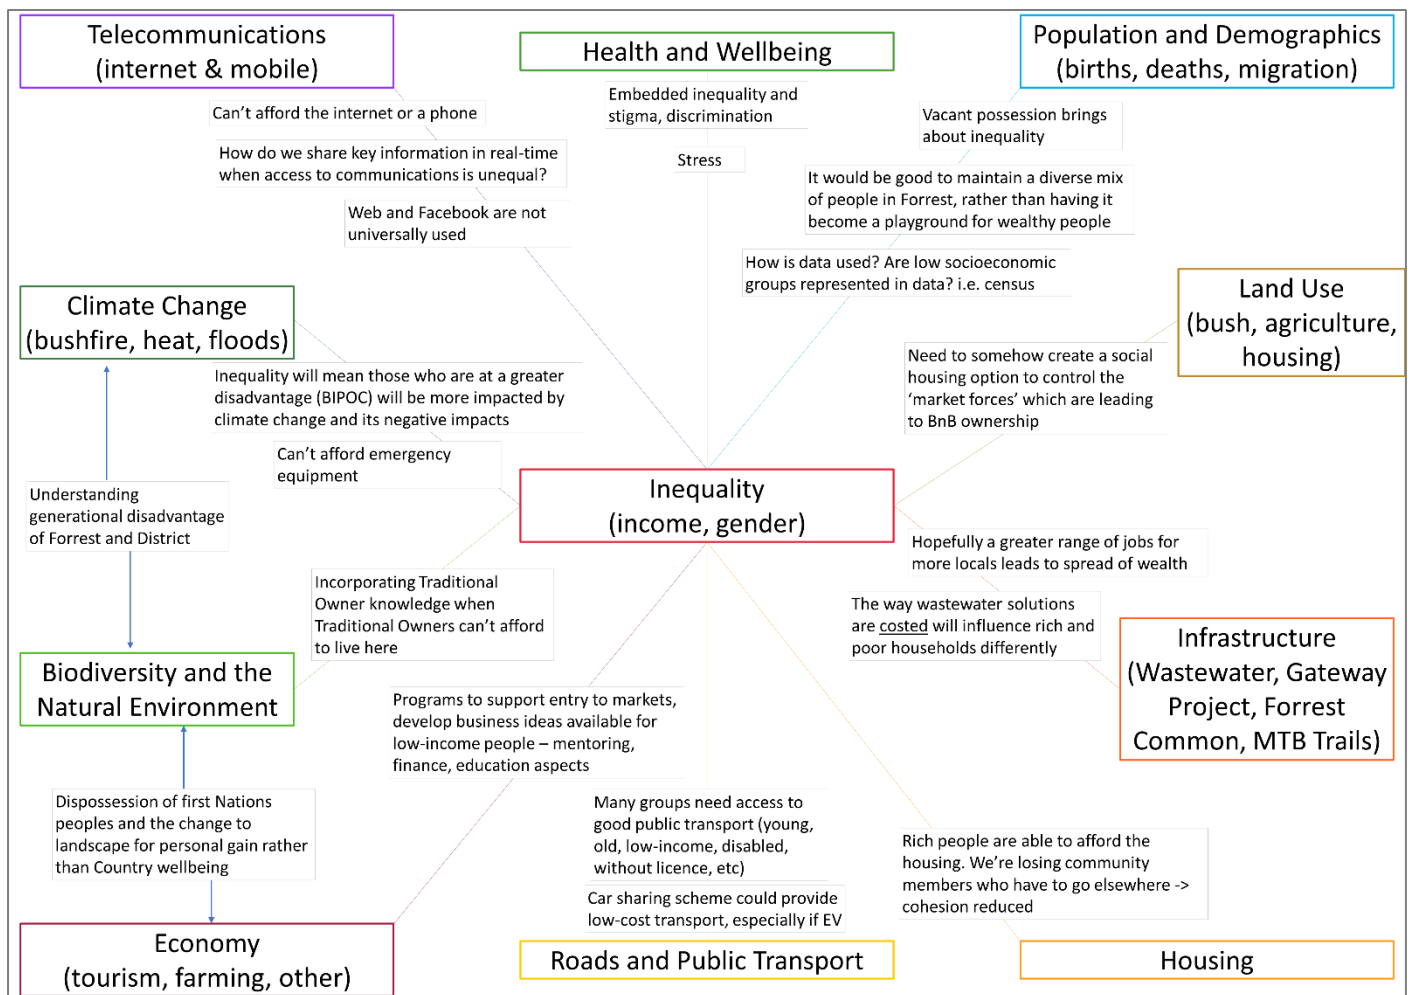 Telecommunications
(internet & mobile)
Health and Wellbeing
Population and Demographics
(births, deaths, migration)
Can't afford the internet or a phone
How do we share key information in real-time
when access to communications is unequal?
Web and Facebook are not
universally used
Embedded inequality and
stigma, discrimination
Stress
Vacant possession brings
about inequality
It would be good to maintain a diverse mix
of people in Forrest, rather than having it
become a playground for wealthy people
How is data used? Are low socioeconomic
groups represented in data? i.e. census
Climate Change
(bushfire, heat, floods)
Land Use
(bush, agriculture,
housing)
Inequality will mean those who are at a greater
disadvantage (BIPOC) will be more impacted by
climate change and its negative impacts
Can't afford emergency
equipment
Need to somehow create a social
housing option to control the
‘market forces’ which are leading
to BnB ownership
Understanding
generational disadvantage
of Forrest and District
Inequality
(income, gender)
Hopefully a greater range of jobs for
more locals leads to spread of wealth
Incorporating Traditional
Owner knowledge when
Traditional Owners can't afford
to live here
The way wastewater solutions
are costed will influence rich and
poor households differently
Biodiversity and the
Natural Environment
Infrastructure
(Wastewater, Gateway
Project, Forrest
Common, MTB Trails)
Programs to support entry to markets,
develop business ideas available for
low-income people – mentoring,
finance, education aspects
Dispossession of first Nations
peoples and the change to
landscape for personal gain rather
than Country wellbeing
Many groups need access to
good public transport (young,
old, low-income, disabled,
without licence, etc)
Car sharing scheme could provide
low-cost transport, especially if EV
Rich people are able to afford the
housing. We're losing community
members who have to go elsewhere ->
cohesion reduced
Economy
(tourism, farming, other)
Roads and Public Transport
Housing